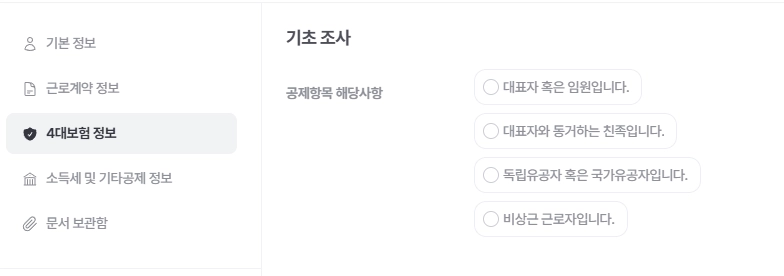 기본 정보
근로계약 정보
4대보험 정보
소득세 및 기타공제 정보
문서 보관함
기초 조사
공제항목 해당사항
대표자 혹은 임원입니다.
대표자와 동거하는 친족입니다.
독립유공자 혹은 국가유공자입니다.
비상근 근로자입니다.